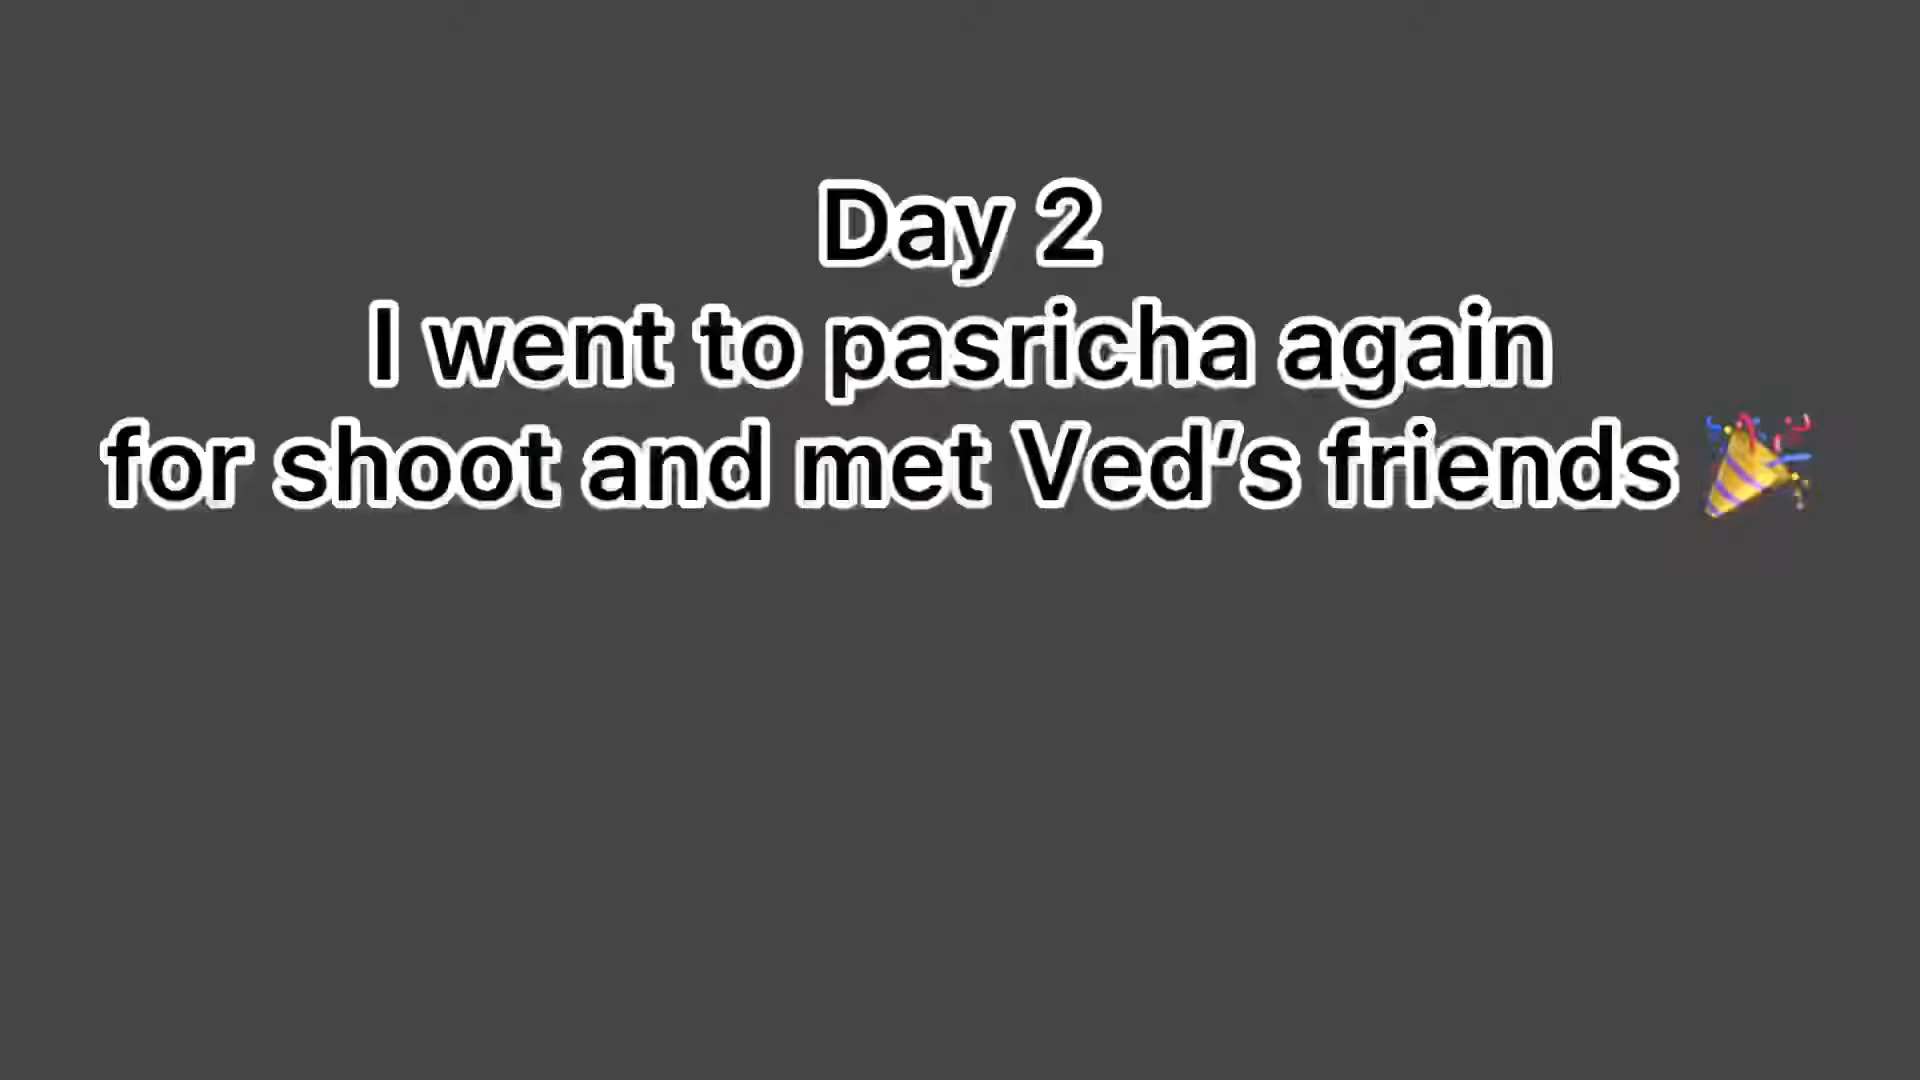 Day 2
I went to pasricha again
for shoot and met Ved's friends 🎉